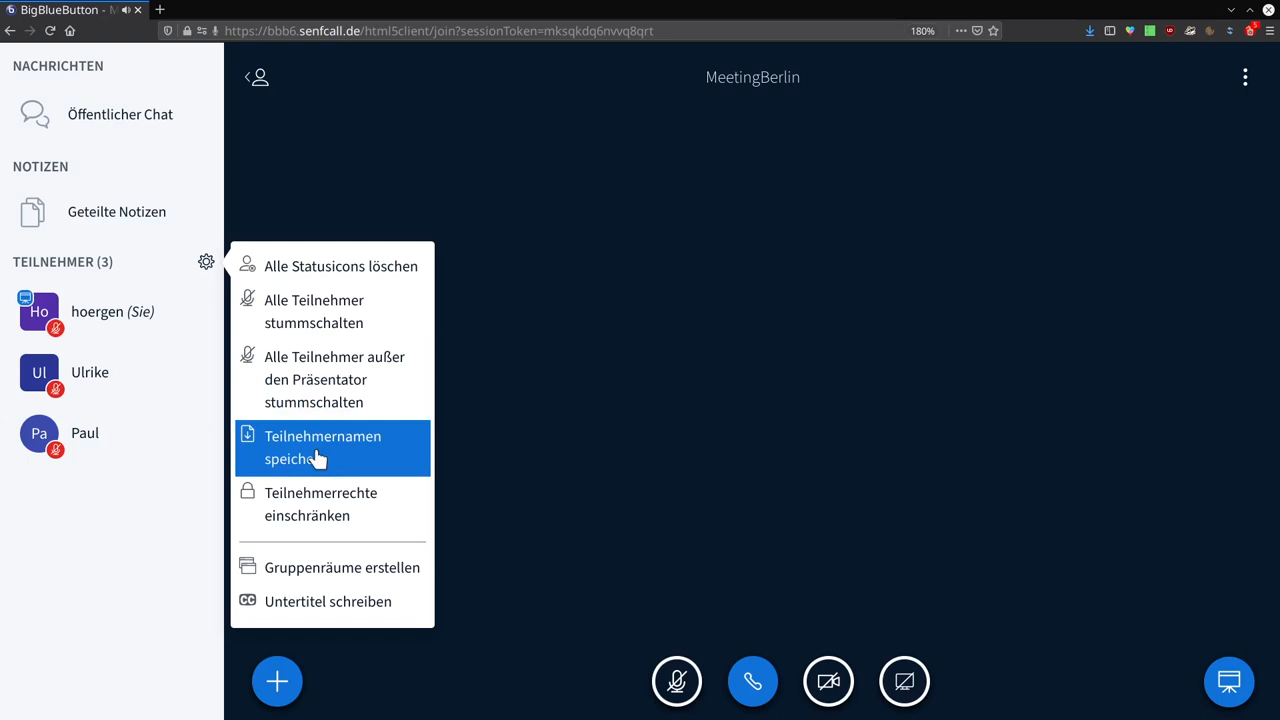 BigBlueButton - M
https://bbb6.senfcall.de/html5client/join?sessionToken=mksqkdq6nvvq8qrt
180%
5
NACHRICHTEN
Öffentlicher Chat
NOTIZEN
Geteilte Notizen
TEILNEHMER (3)
Ho
hoergen (Sie)
Ul
Ulrike
Pa
Paul
MeetingBerlin
Alle Statusicons löschen
Alle Teilnehmer
stummschalten
Alle Teilnehmer außer
den Präsentator
stummschalten
Teilnehmernamen
Teilnehmerrechte
einschränken
Gruppenräume erstellen
CC
Untertitel schreiben